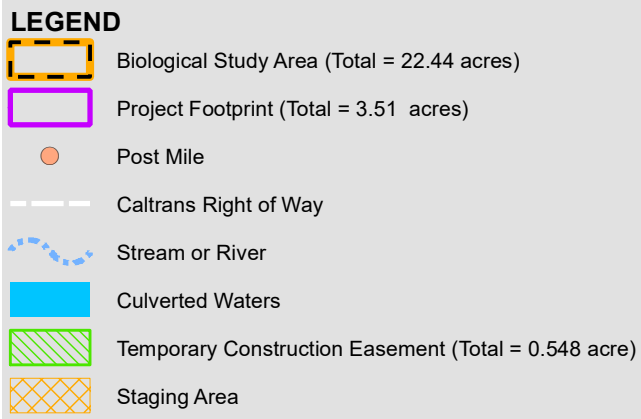 LEGEND
Biological Study Area (Total = 22.44 acres)
Project Footprint (Total = 3.51 acres)
Post Mile
Caltrans Right of Way
Stream or River
Culverted Waters
Temporary Construction Easement (Total = 0.548 acre)
Staging Area